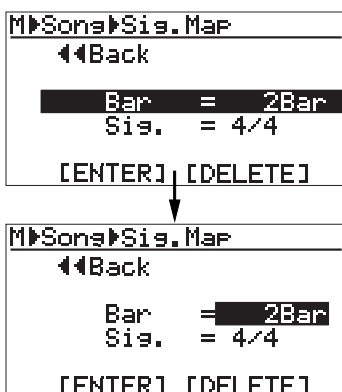 M▶Song▶Sig.Map
◀◀Back
Bar = 2Bar
Sig. = 4/4
[ENTER] [DELETE]
M▶Song▶Sig.Map
◀◀Back
Bar = 2Bar
Sig. = 4/4
[ENTER] [DELETE]